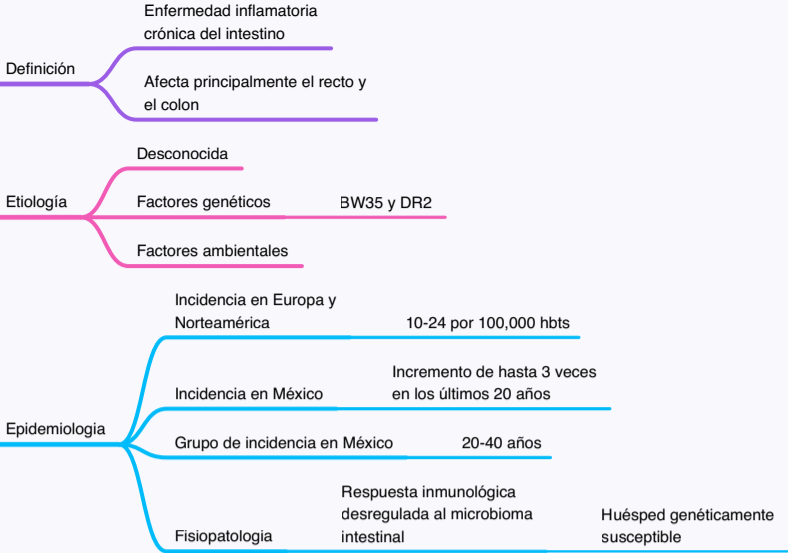 Definición
Enfermedad inflamatoria
crónica del intestino
Afecta principalmente el recto y
el colon
Etiología
Desconocida
Factores genéticos
BW35 y DR2
Factores ambientales
Epidemiologia
Incidencia en Europa y
Norteamérica
10-24 por 100,000 hbts
Incidencia en México
Incremento de hasta 3 veces
en los últimos 20 años
Grupo de incidencia en México
20-40 años
Fisiopatologia
Respuesta inmunológica
desregulada al microbioma
intestinal
Huésped genéticamente
susceptible